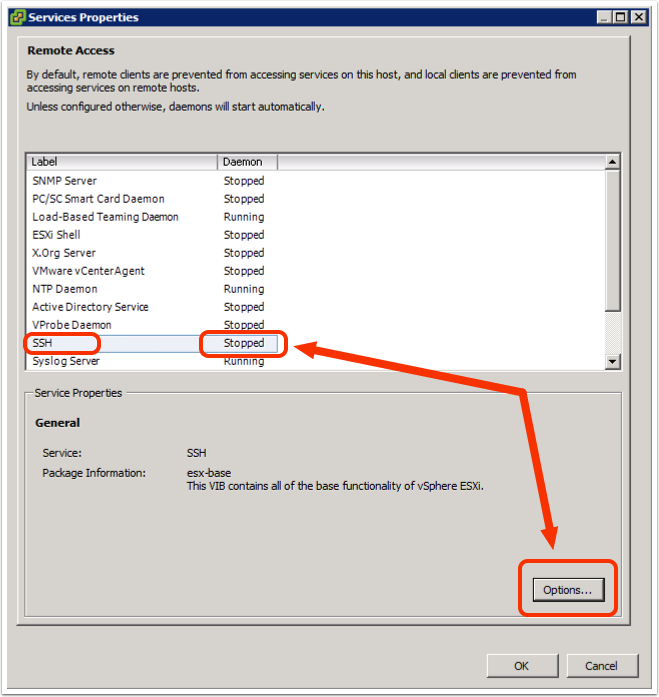 Services Properties
Remote Access
By default, remote clients are prevented from accessing services on this host, and local clients are prevented from
accessing services on remote hosts.
Unless configured otherwise, daemons will start automatically.
Label Daemon
SNMP Server Stopped
PC/SC Smart Card Daemon Stopped
Load-Based Teaming Daemon Running
ESXi Shell Stopped
X.Org Server Stopped
VMware vCenterAgent Stopped
NTP Daemon Running
Active Directory Service Stopped
VProbe Daemon Stopped
SSH Stopped
Syslog Server Running
Service Properties
General
Service: SSH
Package Information: esx-base
This VIB contains all of the base functionality of vSphere ESXi.
Options...
OK Cancel